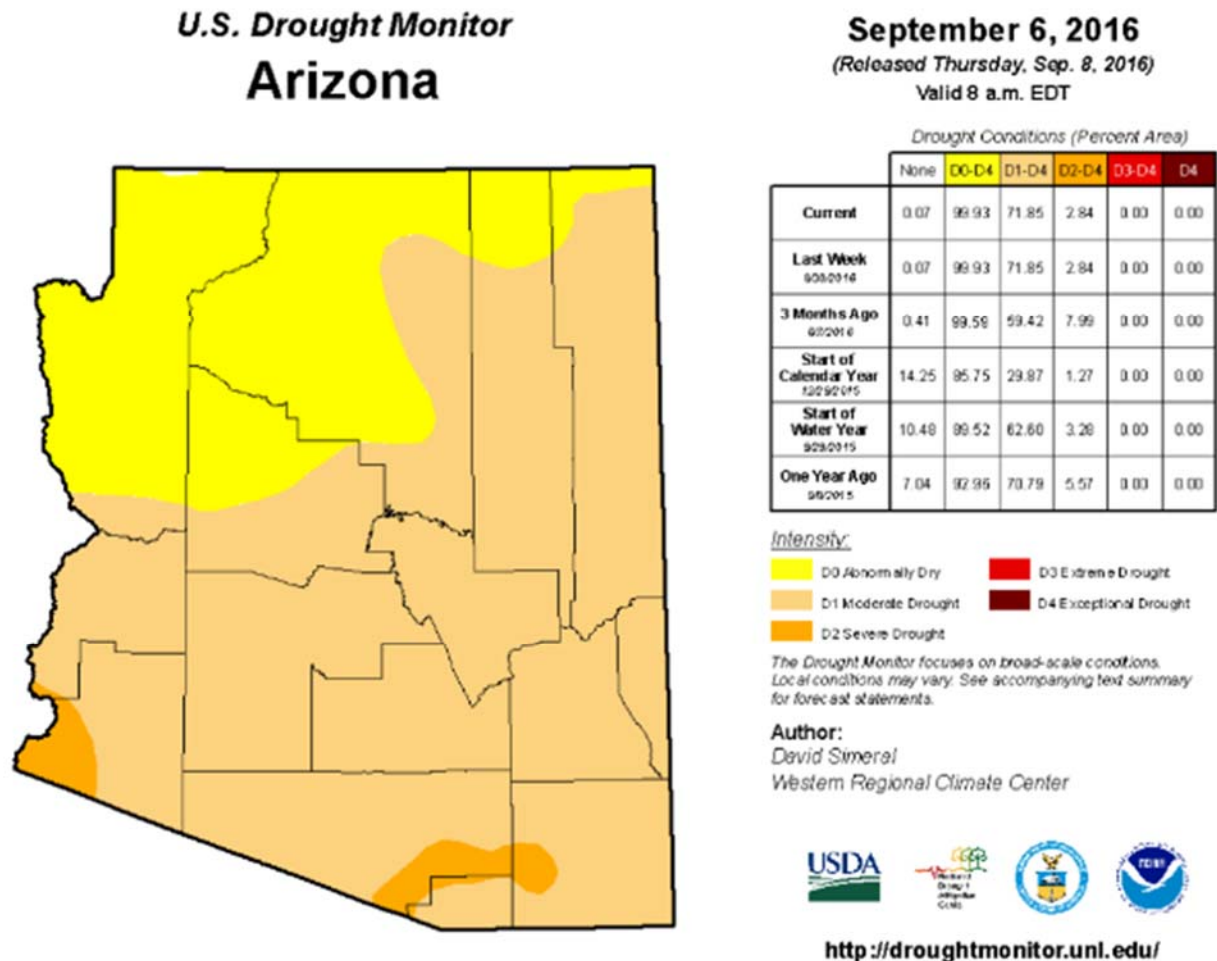 U.S. Drought Monitor
Arizona
September 6, 2016
(Released Thursday, Sep. 8, 2016)
Valid 8 a.m. EDT
Drought Conditions (Percent Area)
None D0-D4 D1-D4 D2-D4 D3-D4 D4
Current 0.07 99.93 71.85 2.84 0.00 0.00
Last Week 0.07 99.93 71.85 2.84 0.00 0.00
3 Months Ago 0.41 99.59 59.42 7.99 0.00 0.00
Start of
Calendar Year 14.25 85.75 29.87 1.27 0.00 0.00
12/29/2015
Start of
Water Year 10.48 89.52 62.60 3.28 0.00 0.00
9/29/2015
One Year Ago 7.04 92.96 70.79 5.57 0.00 0.00
Intensity:
D0 Abnormally Dry D3 Extreme Drought
D1 Moderate Drought D4 Exceptional Drought
D2 Severe Drought
The Drought Monitor focuses on broad-scale conditions.
Local conditions may vary. See accompanying text summary
for forecast statements.
Author:
David Simeral
Western Regional Climate Center
USDA
http://droughtmonitor.unl.edu/